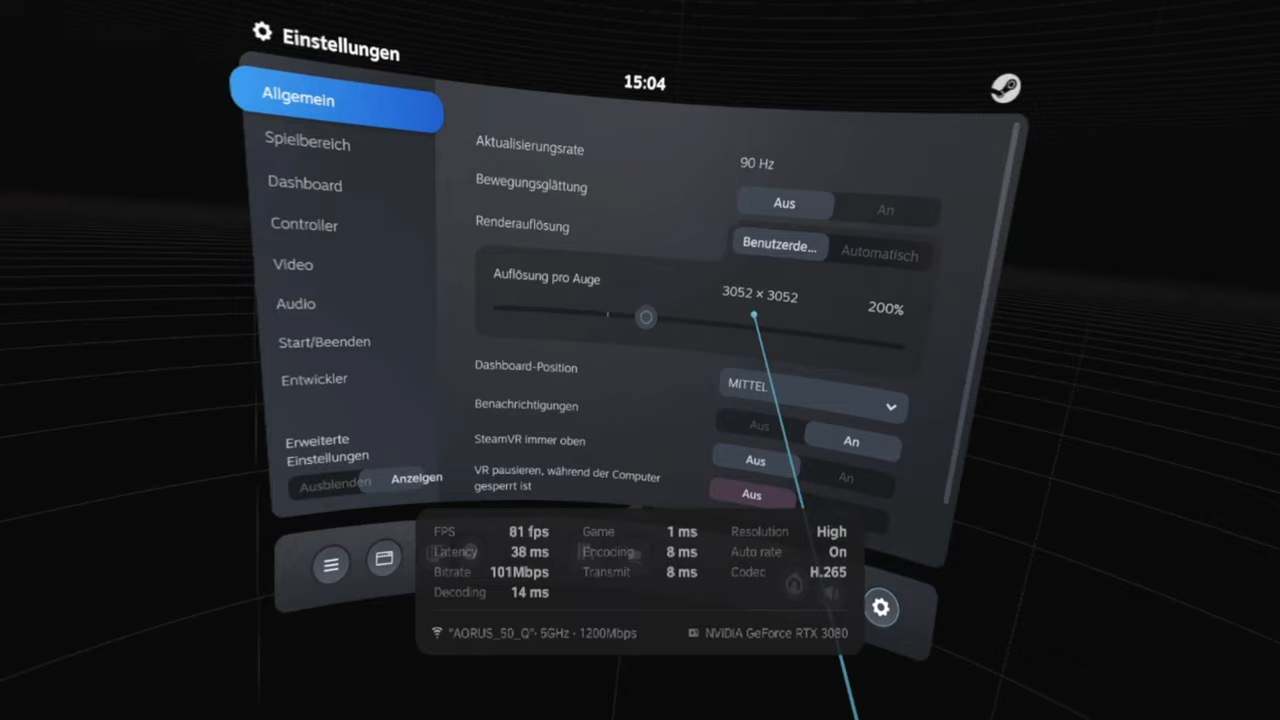 Einstellungen
15:04
Allgemein
Spielbereich
Dashboard
Controller
Video
Audio
Start/Beenden
Entwickler
Erweiterte
Einstellungen
Ausblenden Anzeigen
Aktualisierungsrate 90 Hz
Bewegungsglättung Aus An
Renderauflösung Benutzerde... Automatisch
Auflösung pro Auge 3052 × 3052 200%
Dashboard-Position MITTEL
Benachrichtigungen Aus An
SteamVR immer oben Aus An
VR pausieren, während der Computer
gesperrt ist Aus
FPS 81 fps Game 1 ms Resolution High
Latency 38 ms Encoding 8 ms Auto rate On
Bitrate 101Mbps Transmit 8 ms Codec H.265
Decoding 14 ms
"AORUS_50_Q"· 5GHz · 1200Mbps NVIDIA GeForce RTX 3080